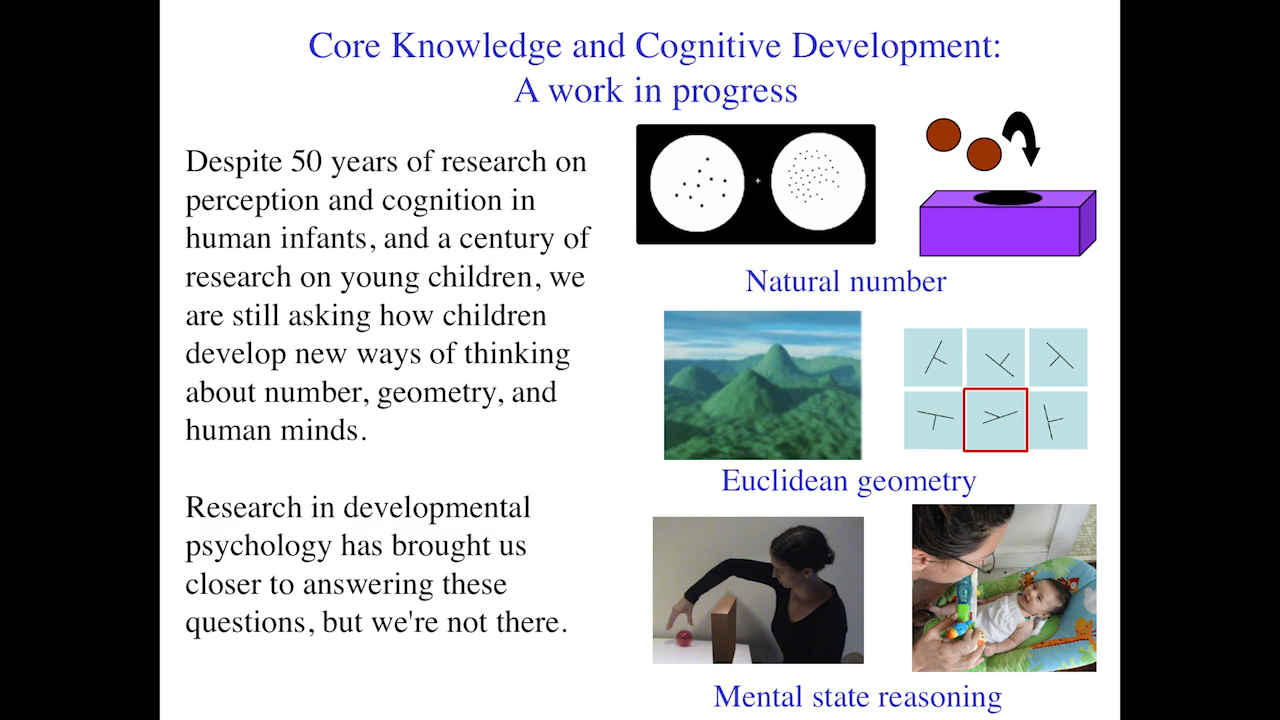 Core Knowledge and Cognitive Development:
A work in progress
Despite 50 years of research on
perception and cognition in
human infants, and a century of
research on young children, we
are still asking how children
develop new ways of thinking
about number, geometry, and
human minds.
Research in developmental
psychology has brought us
closer to answering these
questions, but we're not there.
Natural number
Euclidean geometry
Mental state reasoning